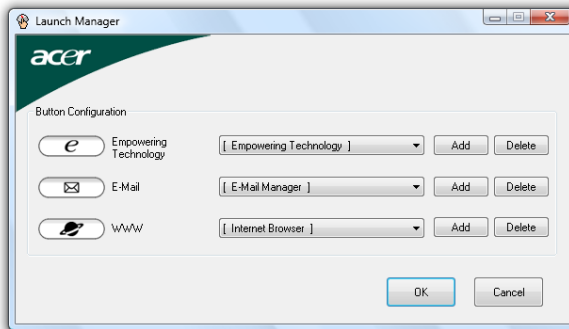 Launch Manager
acer
Button Configuration
e
Empowering
Technology
[ Empowering Technology ]
Add
Delete
E-Mail
[ E-Mail Manager ]
Add
Delete
WWW
[ Internet Browser ]
Add
Delete
OK
Cancel